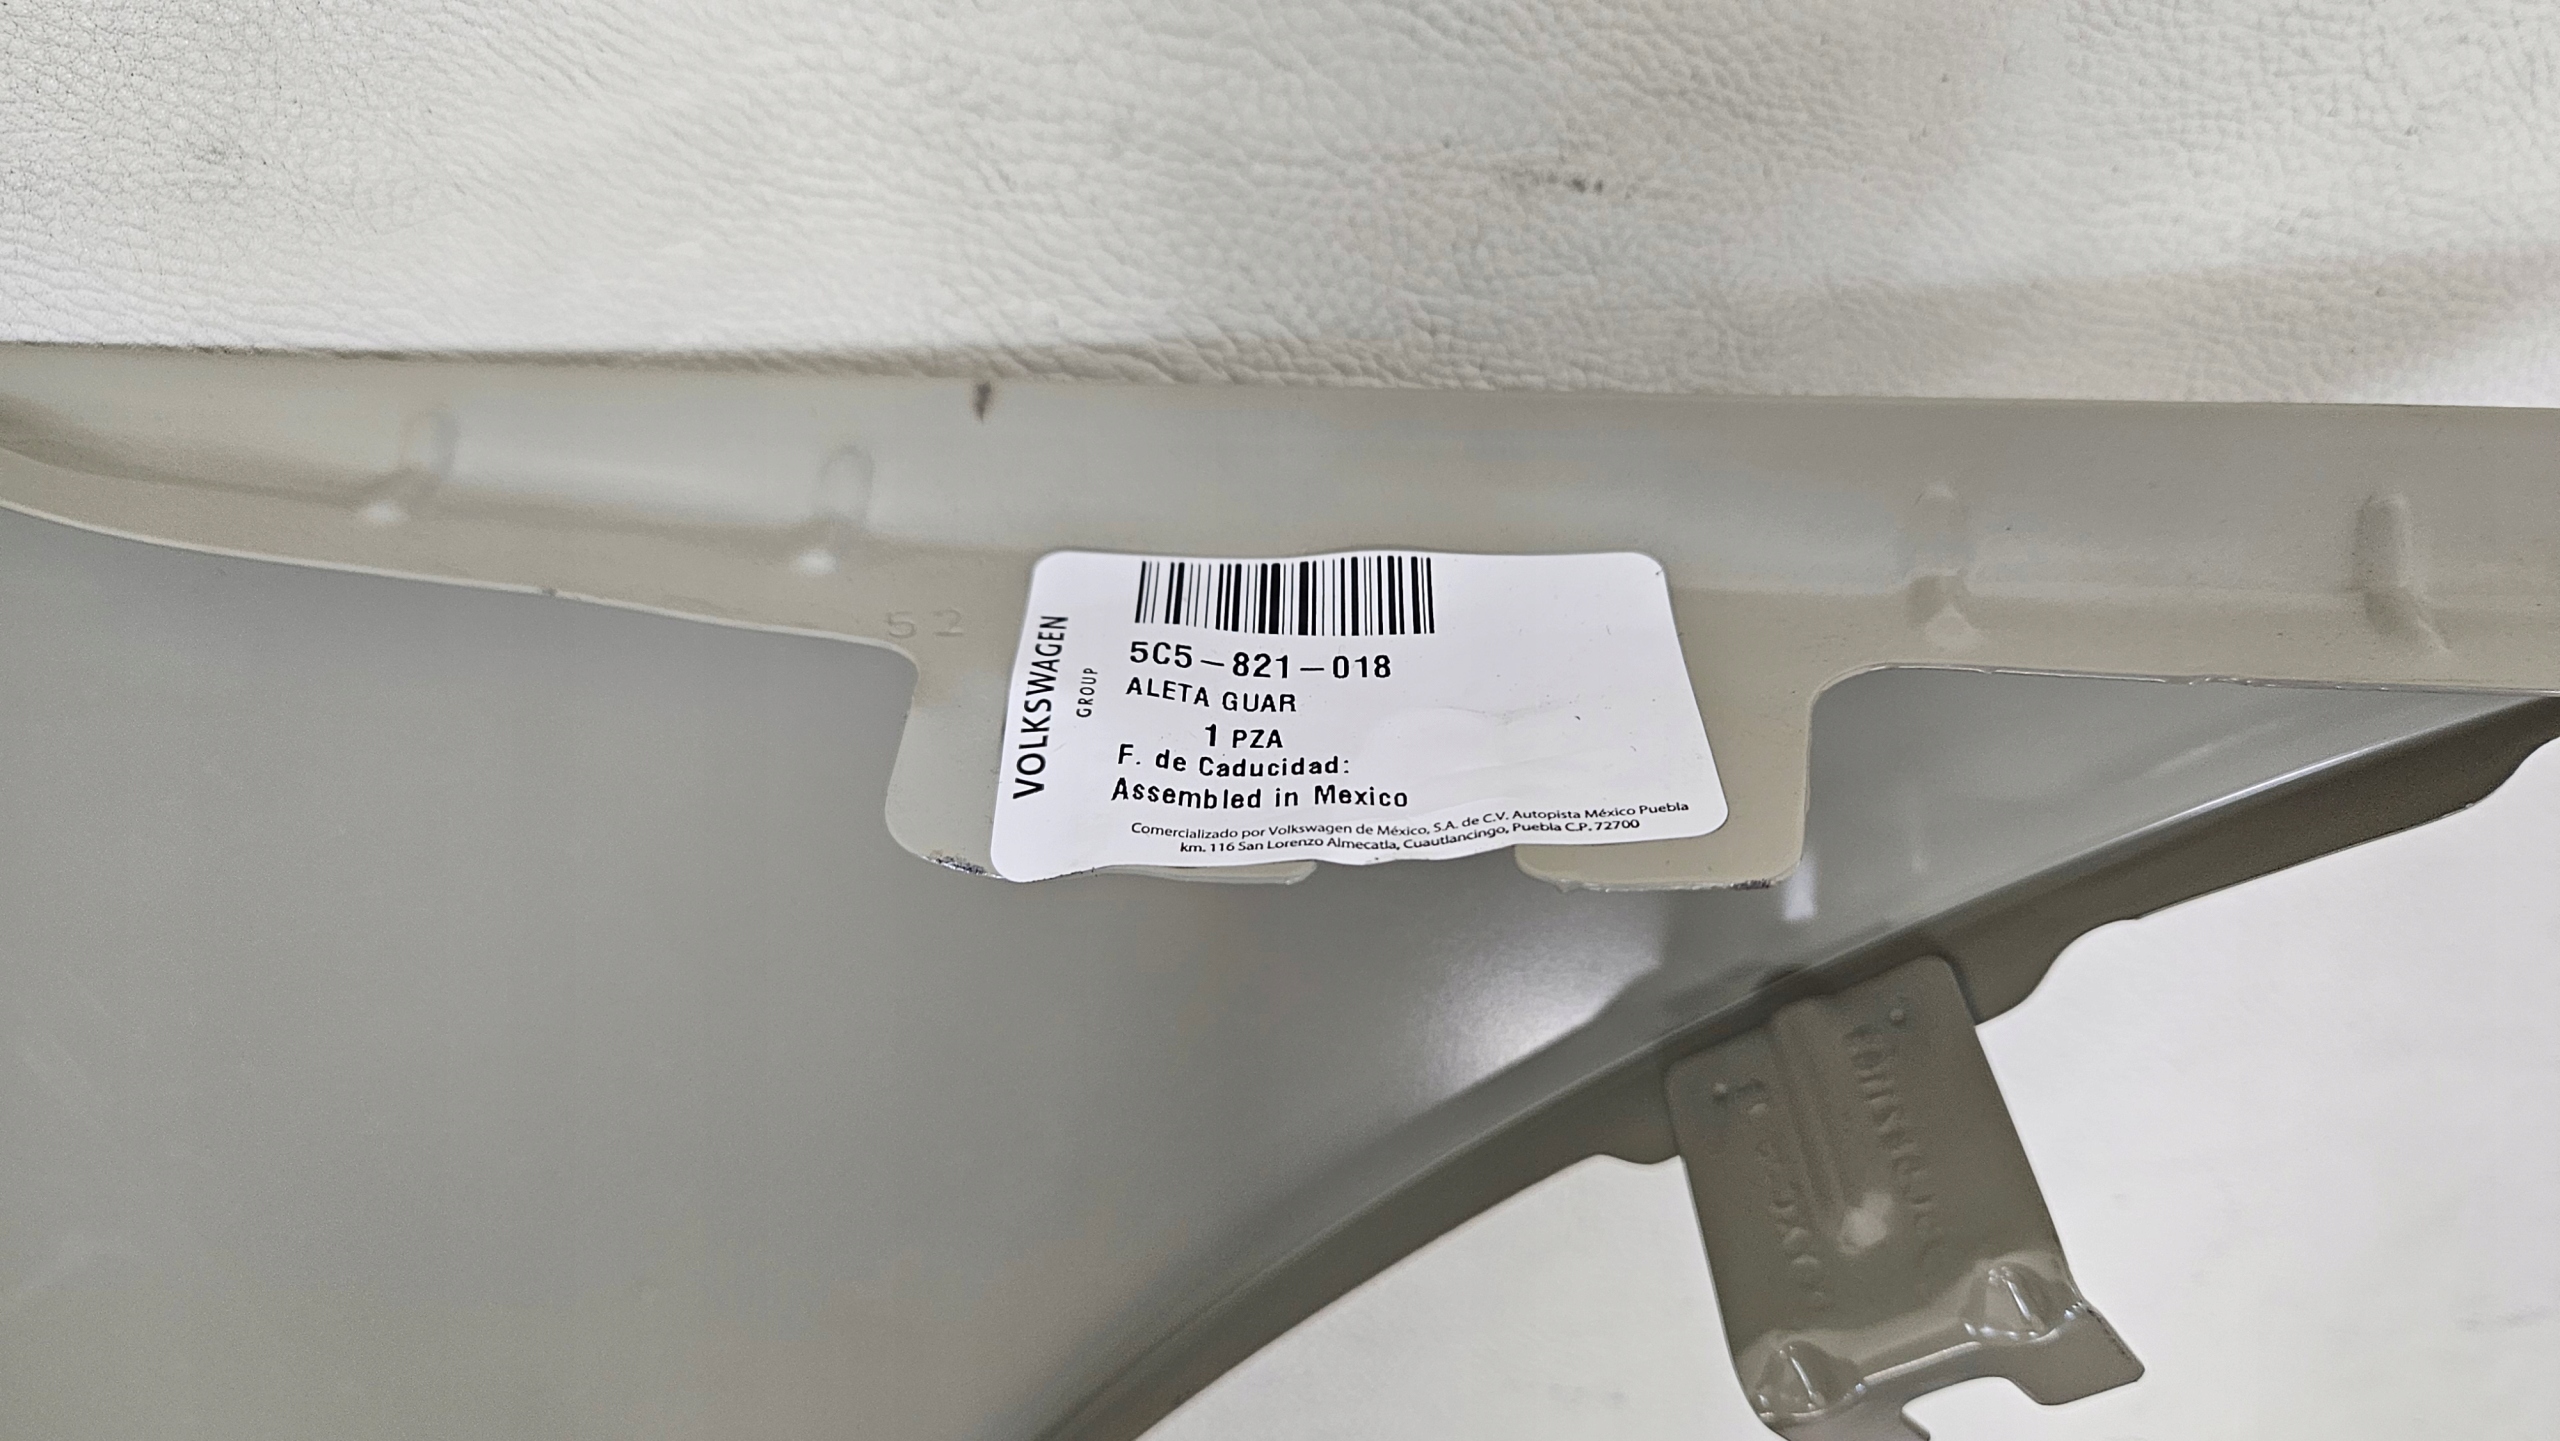 52
VOLKSWAGEN
GROUP
5C5-821-018
ALETA GUAR
1 PZA
F. de Caducidad:
Assembled in Mexico
Comercializado por Volkswagen de México, S.A. de C.V. Autopista México Puebla
km. 116 San Lorenzo Almecatla, Cuautlancingo, Puebla C.P. 72700